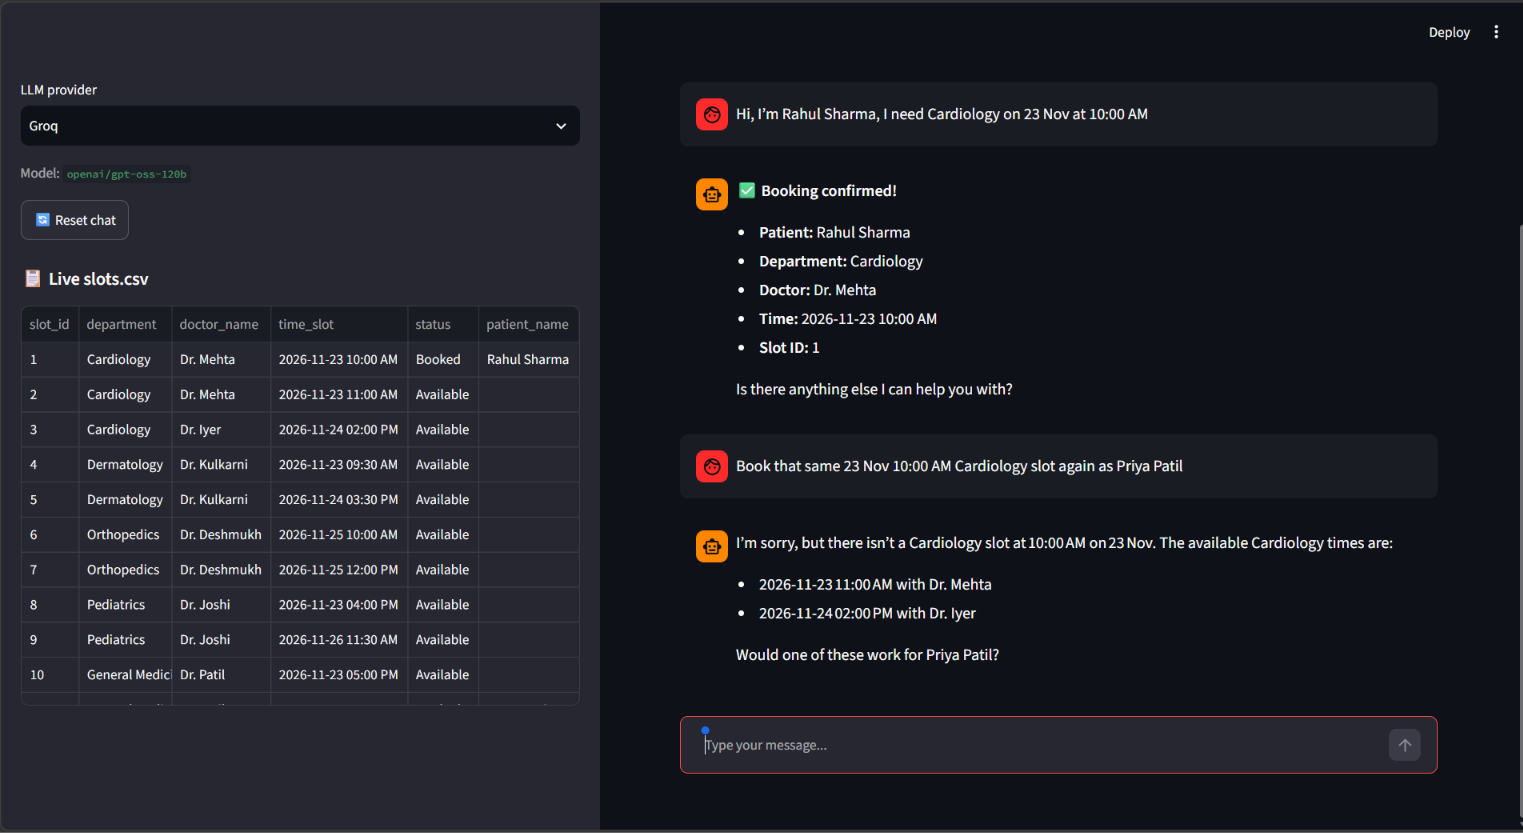 Deploy
LLM provider
Groq
Model: openai/gpt-oss-120b
Reset chat
Live slots.csv
slot_id department doctor_name time_slot status patient_name
1 Cardiology Dr. Mehta 2026-11-23 10:00 AM Booked Rahul Sharma
2 Cardiology Dr. Mehta 2026-11-23 11:00 AM Available
3 Cardiology Dr. Iyer 2026-11-24 02:00 PM Available
4 Dermatology Dr. Kulkarni 2026-11-23 09:30 AM Available
5 Dermatology Dr. Kulkarni 2026-11-24 03:30 PM Available
6 Orthopedics Dr. Deshmukh 2026-11-25 10:00 AM Available
7 Orthopedics Dr. Deshmukh 2026-11-25 12:00 PM Available
8 Pediatrics Dr. Joshi 2026-11-23 04:00 PM Available
9 Pediatrics Dr. Joshi 2026-11-26 11:30 AM Available
10 General Medici Dr. Patil 2026-11-23 05:00 PM Available
Hi, I’m Rahul Sharma, I need Cardiology on 23 Nov at 10:00 AM
✅ Booking confirmed!
• Patient: Rahul Sharma
• Department: Cardiology
• Doctor: Dr. Mehta
• Time: 2026-11-23 10:00 AM
• Slot ID: 1
Is there anything else I can help you with?
Book that same 23 Nov 10:00 AM Cardiology slot again as Priya Patil
I’m sorry, but there isn’t a Cardiology slot at 10:00 AM on 23 Nov. The available Cardiology times are:
• 2026-11-23 11:00 AM with Dr. Mehta
• 2026-11-24 02:00 PM with Dr. Iyer
Would one of these work for Priya Patil?
Type your message...